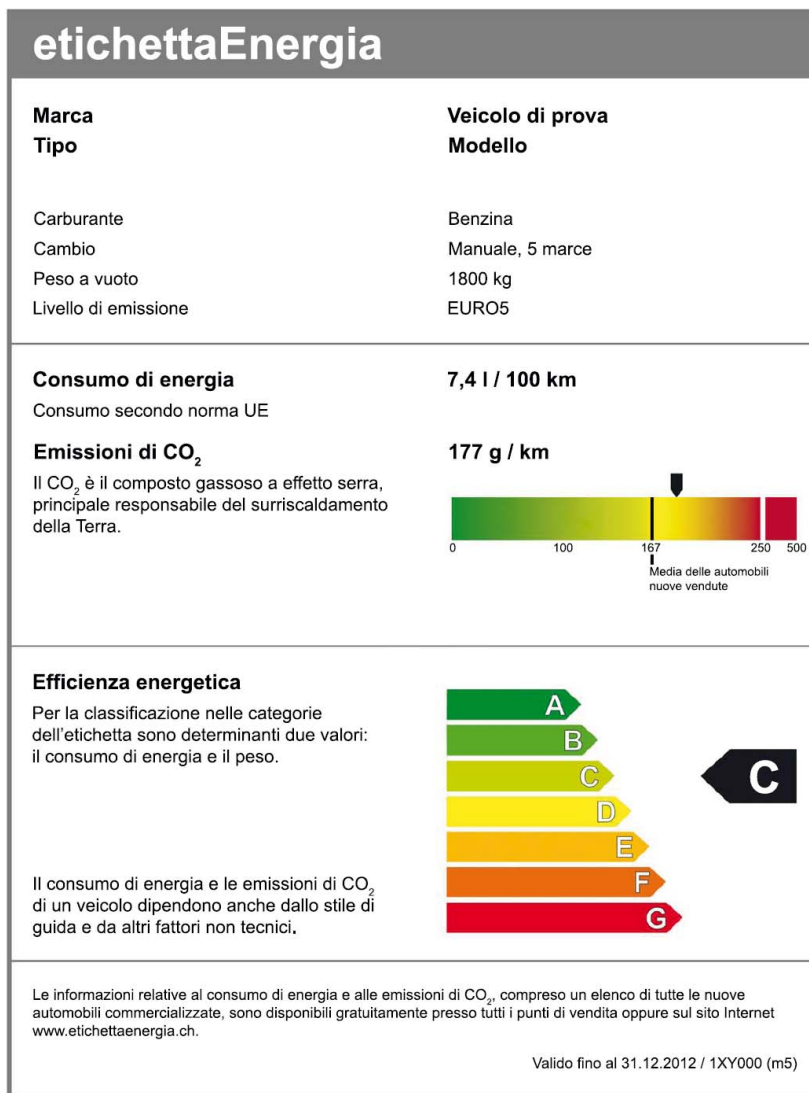 etichettaEnergia
Marca Veicolo di prova
Tipo Modello
Carburante Benzina
Cambio Manuale, 5 marce
Peso a vuoto 1800 kg
Livello di emissione EURO5
Consumo di energia 7,4 l / 100 km
Consumo secondo norma UE
Emissioni di CO₂ 177 g / km
Il CO₂ è il composto gassoso a effetto serra,
principale responsabile del surriscaldamento
della Terra.
0 100 167 250 500
Media delle automobili
nuove vendute
Efficienza energetica
Per la classificazione nelle categorie
dell'etichetta sono determinanti due valori:
il consumo di energia e il peso.
A
B
C
D
E
F
G
C
Il consumo di energia e le emissioni di CO₂
di un veicolo dipendono anche dallo stile di
guida e da altri fattori non tecnici.
Le informazioni relative al consumo di energia e alle emissioni di CO₂, compreso un elenco di tutte le nuove
automobili commercializzate, sono disponibili gratuitamente presso tutti i punti di vendita oppure sul sito Internet
www.etichettaenergia.ch.
Valido fino al 31.12.2012 / 1XY000 (m5)